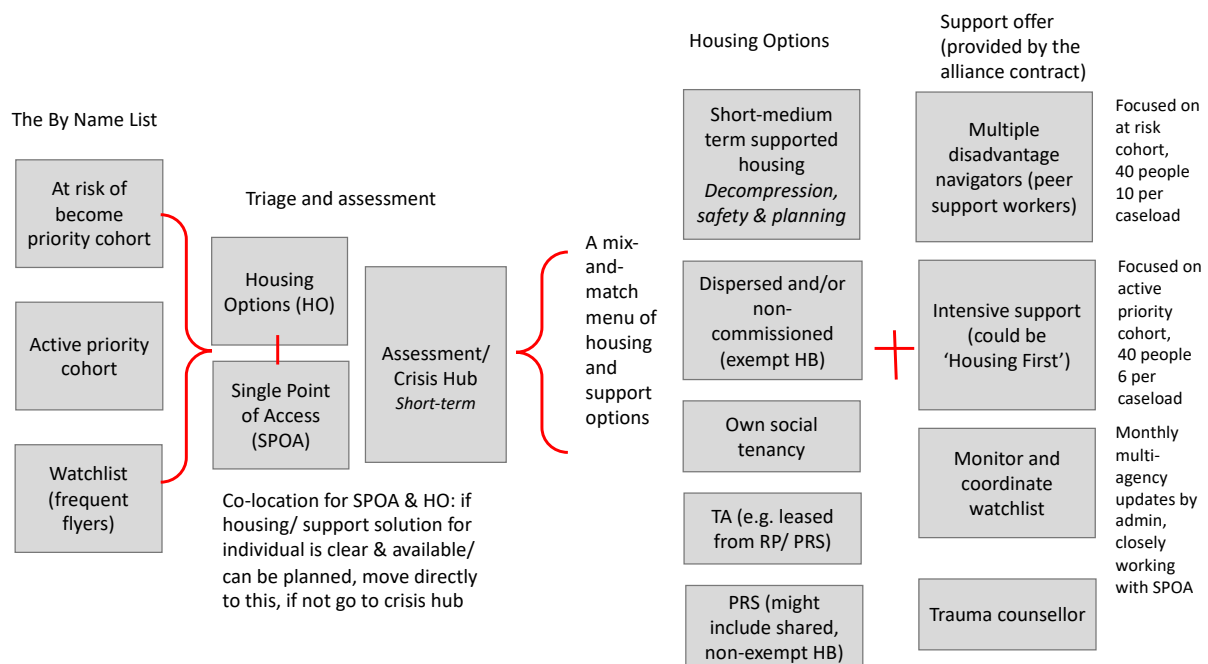 The By Name List
At risk of
become
priority cohort
Active priority
cohort
Watchlist
(frequent
flyers)
Triage and assessment
Housing
Options (HO)
Single Point
of Access
(SPOA)
Assessment/
Crisis Hub
Short-term
Co-location for SPOA & HO: if
housing/ support solution for
individual is clear & available/
can be planned, move directly
to this, if not go to crisis hub
A mix-
and-
match
menu of
housing
and
support
options
Housing Options
Short-medium
term supported
housing
Decompression,
safety & planning
Dispersed and/or
non-
commissioned
(exempt HB)
Own social
tenancy
TA (e.g. leased
from RP/ PRS)
PRS (might
include shared,
non-exempt HB)
Support offer
(provided by the
alliance contract)
Multiple
disadvantage
navigators (peer
support workers)
Focused on
at risk
cohort,
40 people
10 per
caseload
Intensive support
(could be
‘Housing First’)
Focused on
active
priority
cohort,
40 people
6 per
caseload
Monitor and
coordinate
watchlist
Monthly
multi-
agency
updates by
admin,
closely
working
with SPOA
Trauma counsellor